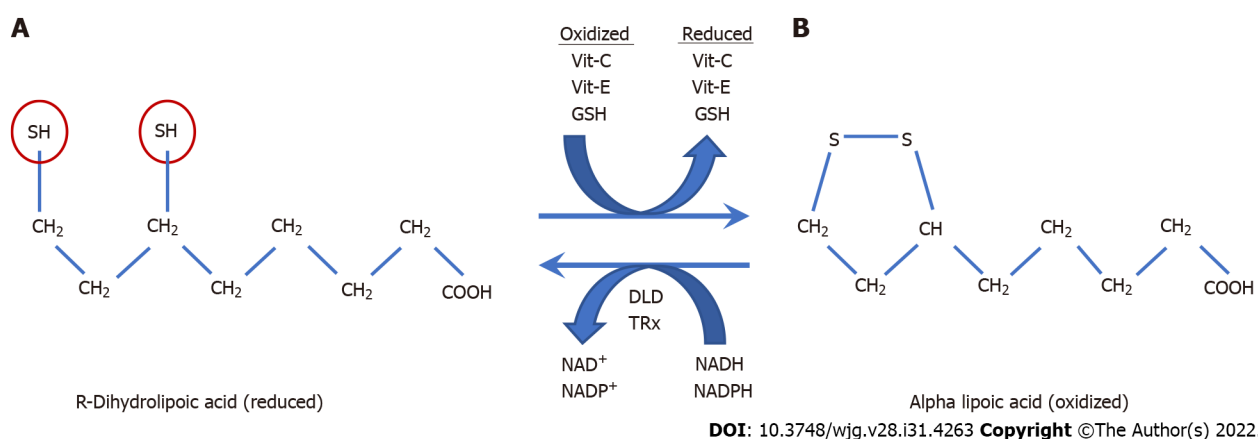 A
B
Oxidized Reduced
Vit-C Vit-C
Vit-E Vit-E
GSH GSH
SH SH
S S
CH₂ CH₂ CH₂ CH₂
CH₂ CH₂ CH₂ COOH
CH₂ CH CH₂ CH₂
CH₂ CH₂ CH₂ COOH
DLD
TRx
NAD⁺ NADH
NADP⁺ NADPH
R-Dihydrolipoic acid (reduced)
Alpha lipoic acid (oxidized)
DOI: 10.3748/wjg.v28.i31.4263 Copyright ©The Author(s) 2022